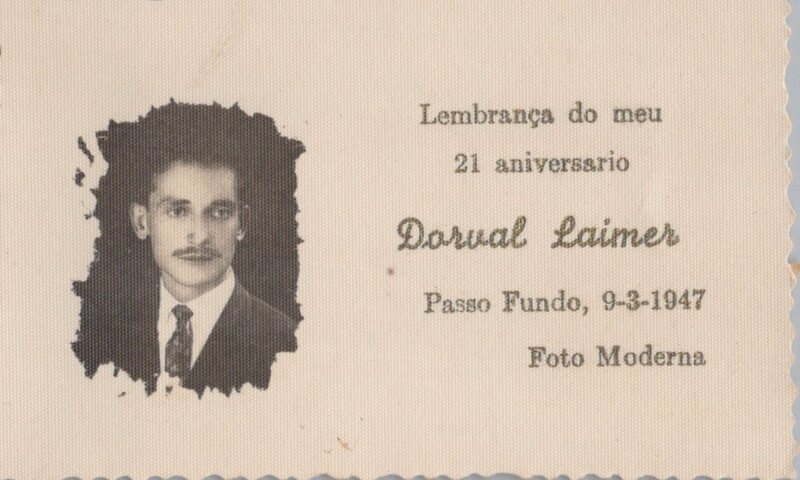 Lembrança do meu
21 aniversario
Dorval Laimer
Passo Fundo, 9-3-1947
Foto Moderna